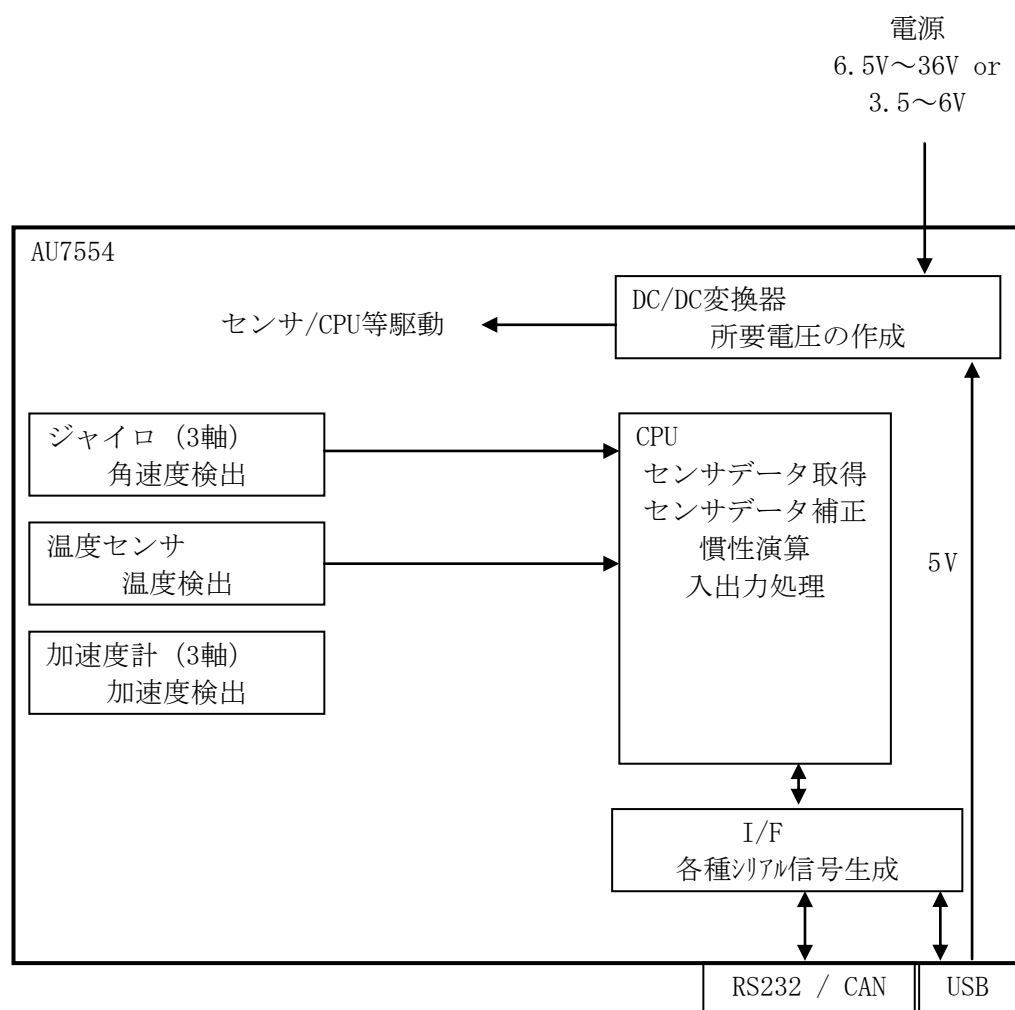 電源
6.5V～36V or
3.5～6V
AU7554
DC/DC変換器
所要電圧の作成
センサ/CPU等駆動
ジャイロ (3軸)
角速度検出
温度センサ
温度検出
加速度計 (3軸)
加速度検出
CPU
センサデータ取得
センサデータ補正
慣性演算
入出力処理
5V
I/F
各種ｼﾘｱﾙ信号生成
RS232 / CAN
USB